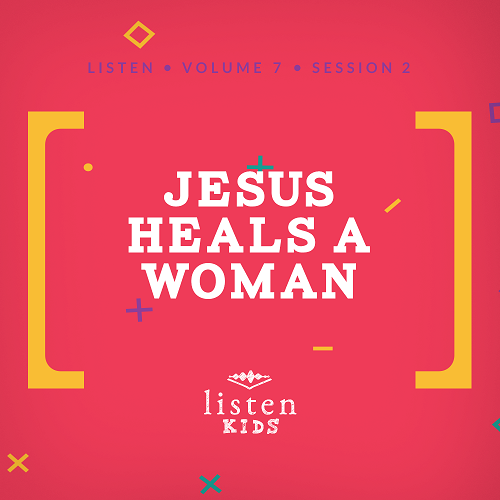 LISTEN • VOLUME 7 • SESSION 2
JESUS
HEALS A
WOMAN
listen
KIDS